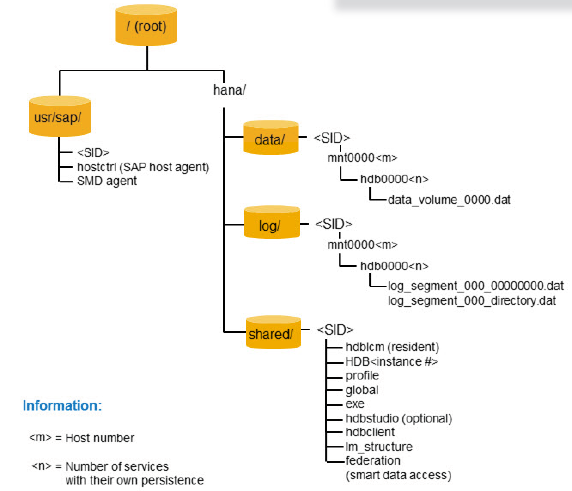 / (root)
hana/
usr/sap/
<SID>
hostctrl (SAP host agent)
SMD agent
data/
<SID>
mnt0000<m>
hdb0000<n>
data_volume_0000.dat
log/
<SID>
mnt0000<m>
hdb0000<n>
log_segment_000_00000000.dat
log_segment_000_directory.dat
shared/
<SID>
hdblcm (resident)
HDB<instance #>
profile
global
exe
hdbstudio (optional)
hdbclient
lm_structure
federation
(smart data access)
Information:
<m> = Host number
<n> = Number of services
with their own persistence